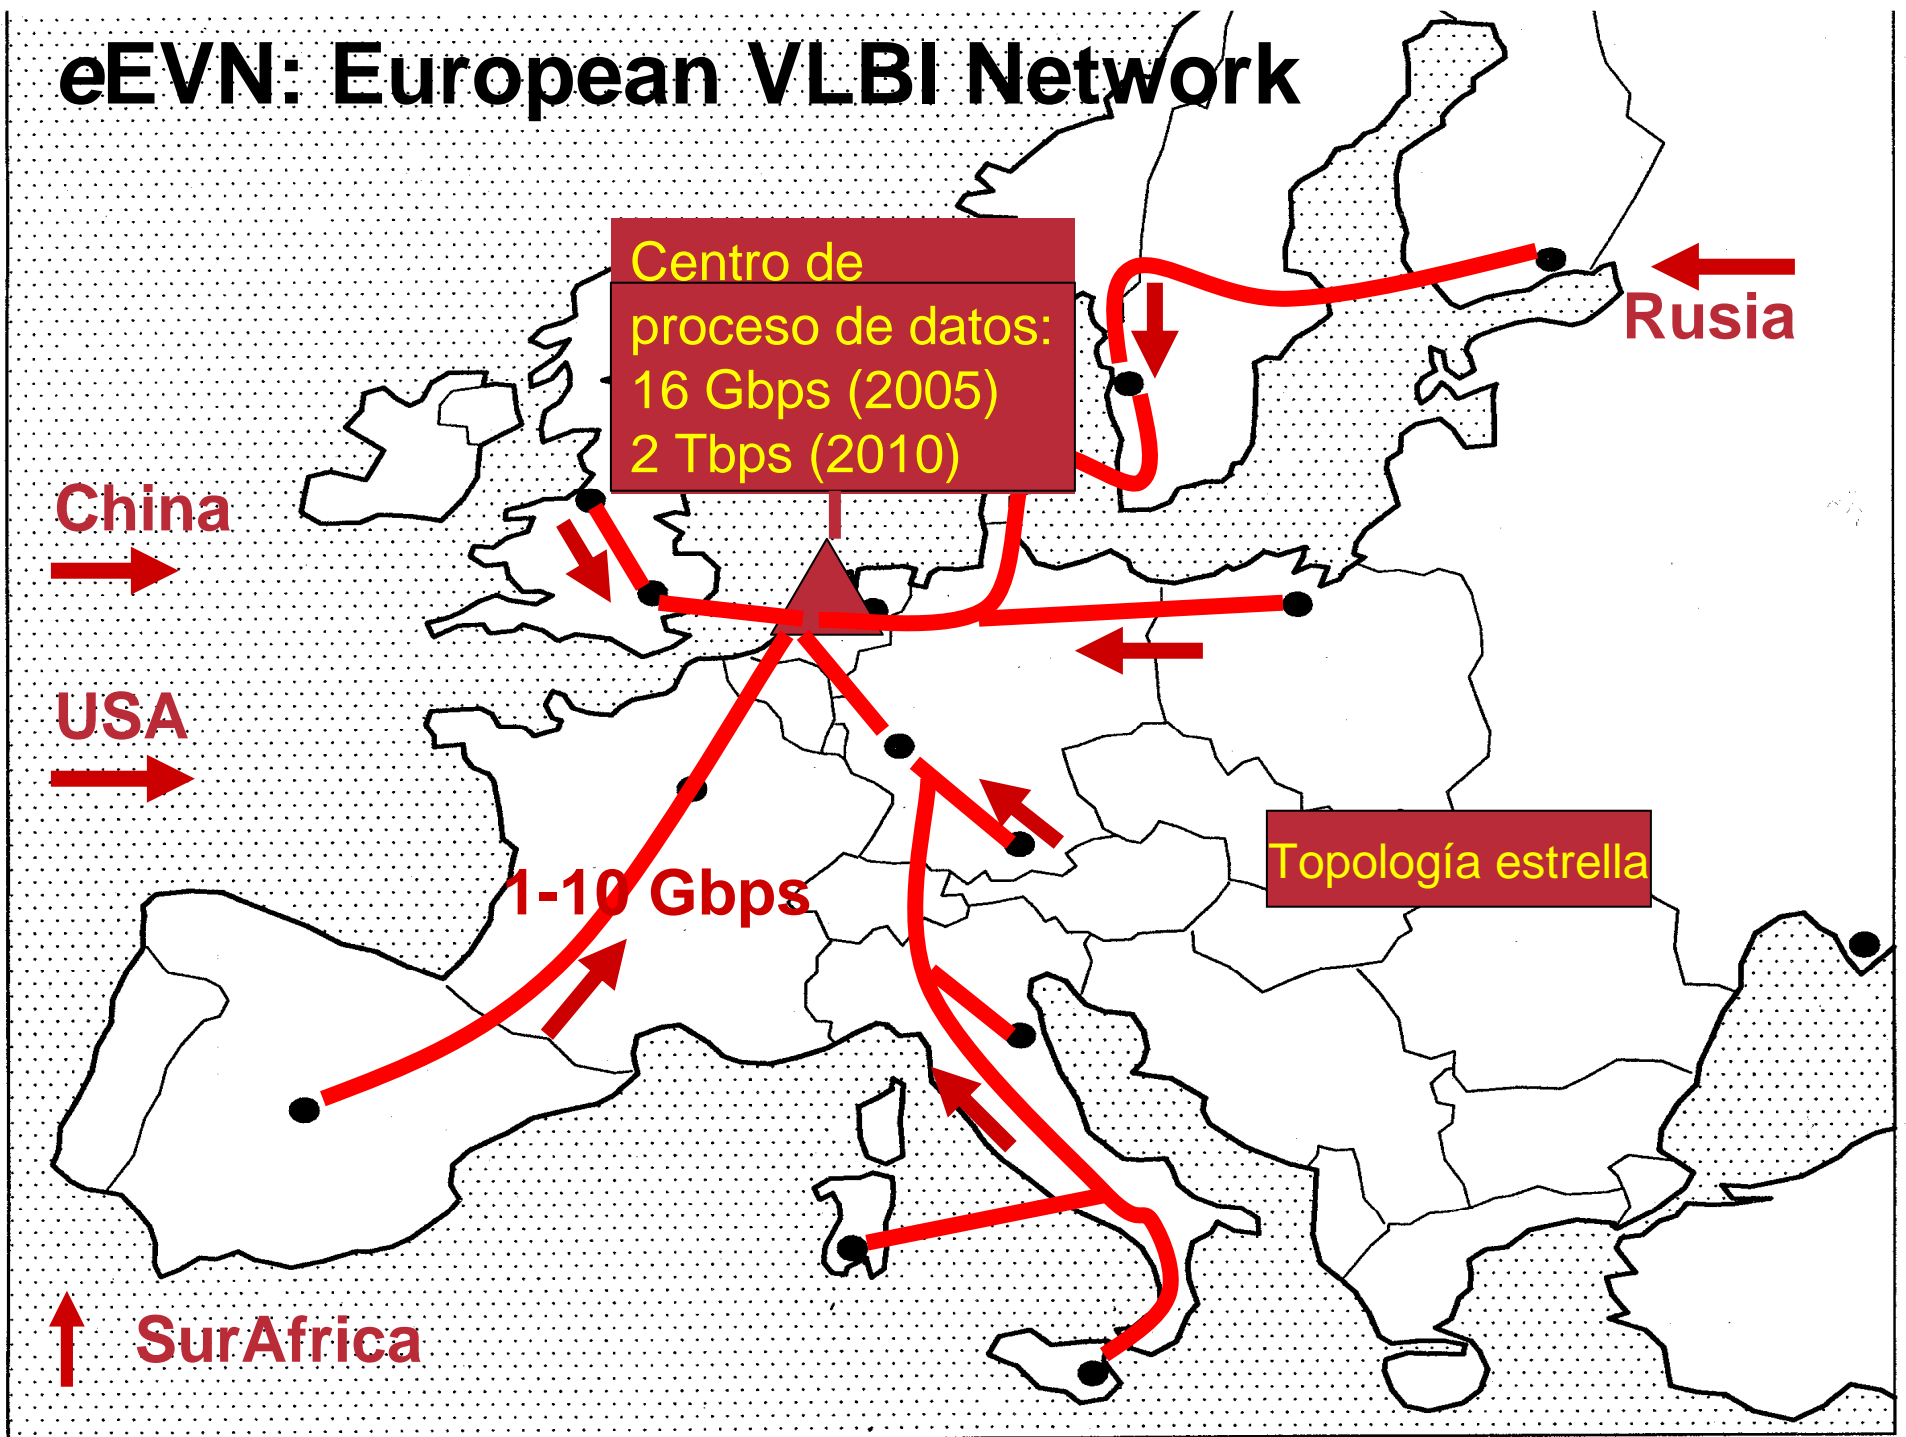 eEVN: European VLBI Network
Centro de
proceso de datos:
16 Gbps (2005)
2 Tbps (2010)
Rusia
China
USA
Topología estrella
1-10 Gbps
SurAfrica